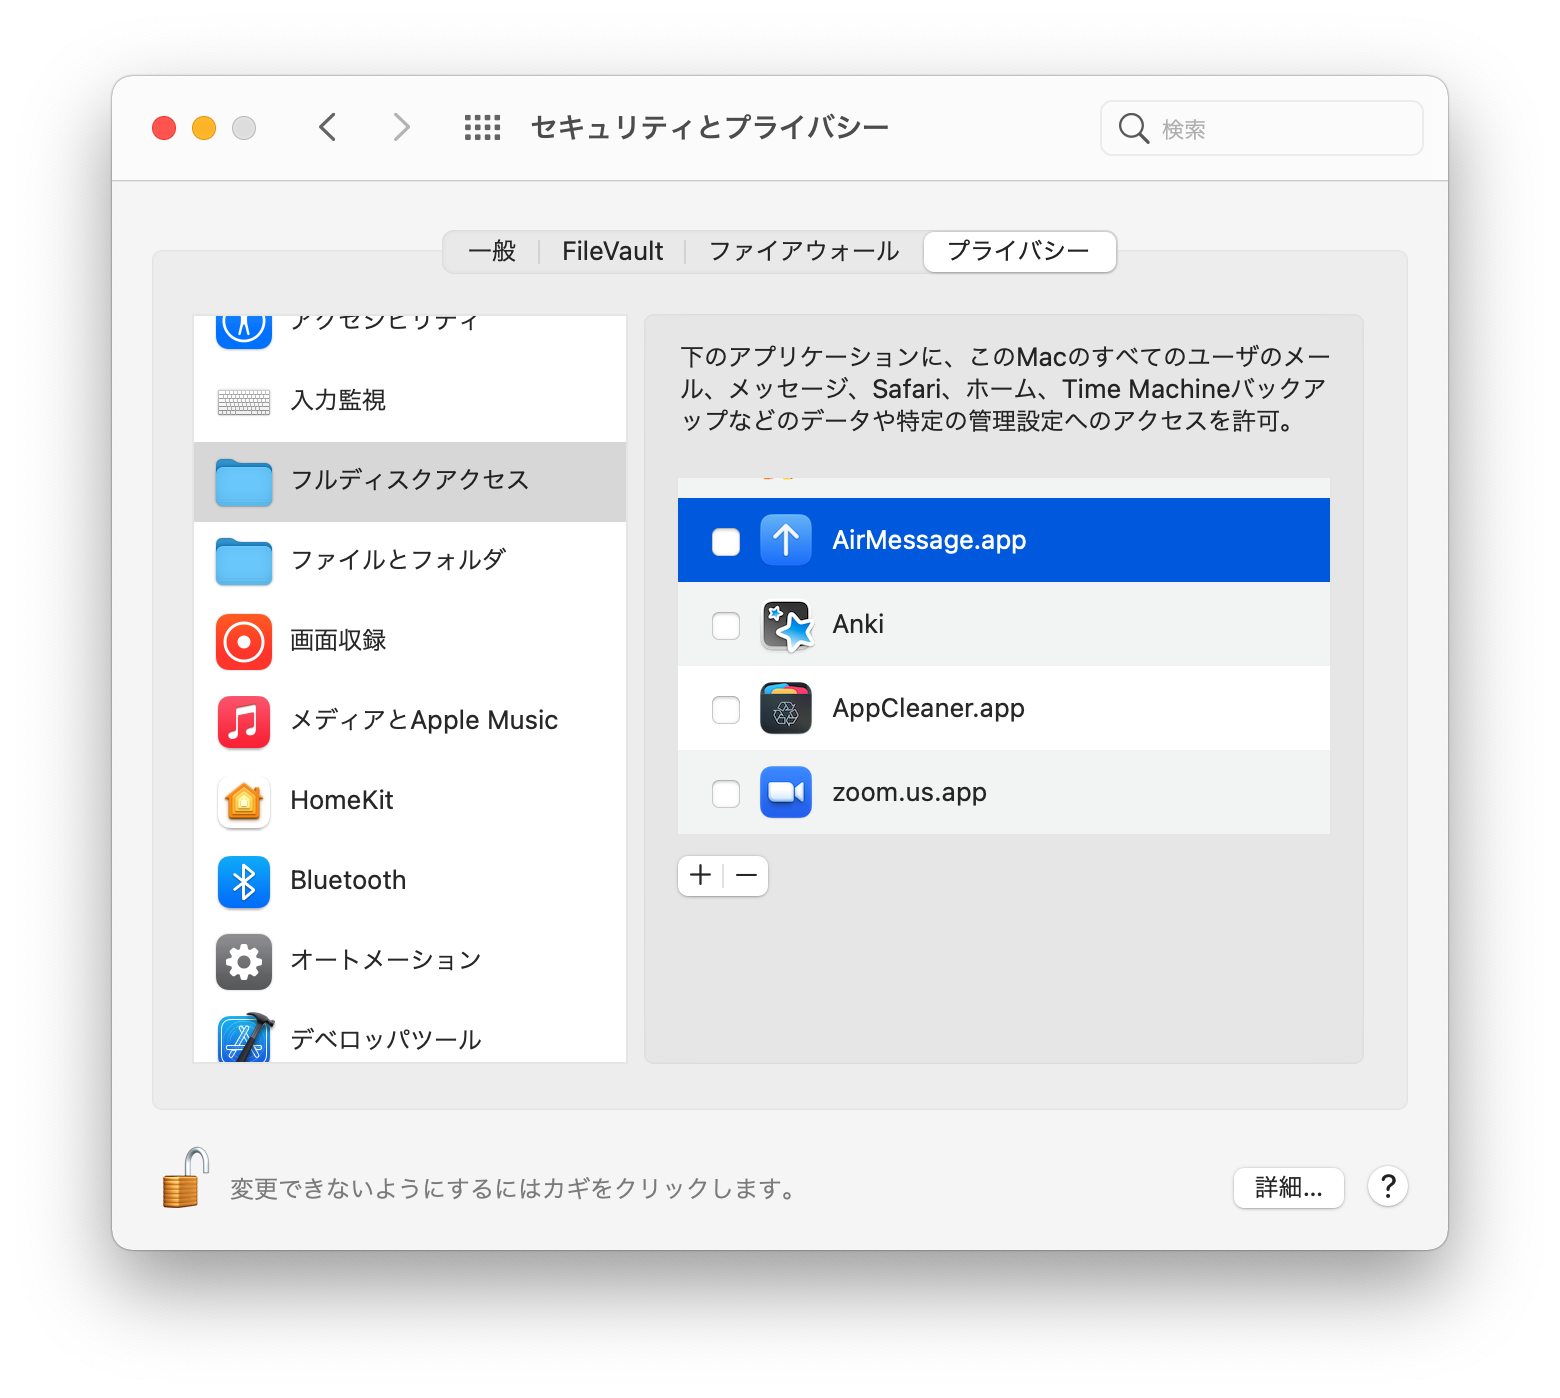 セキュリティとプライバシー
検索
一般
FileVault
ファイアウォール
プライバシー
アクセシビリティ
入力監視
フルディスクアクセス
ファイルとフォルダ
画面収録
メディアとApple Music
HomeKit
Bluetooth
オートメーション
デベロッパツール
下のアプリケーションに、このMacのすべてのユーザのメー
ル、メッセージ、Safari、ホーム、Time Machineバックア
ップなどのデータや特定の管理設定へのアクセスを許可。
AirMessage.app
Anki
AppCleaner.app
zoom.us.app
変更できないようにするにはカギをクリックします。
詳細...
?